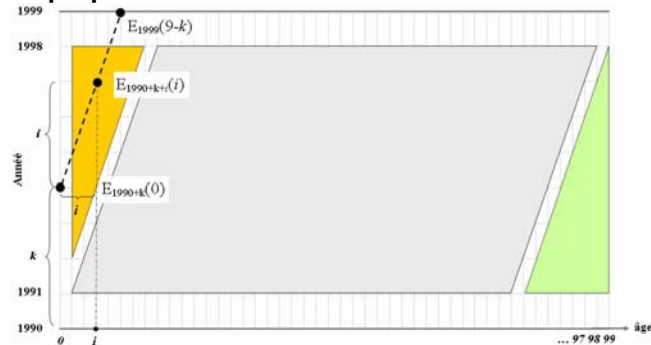 1999
E1999(9-k)
1998
E1990+k+i(i)
i
Année
E1990+k(0)
i
k
1991
1990
âge
0
i
... 97 98 99